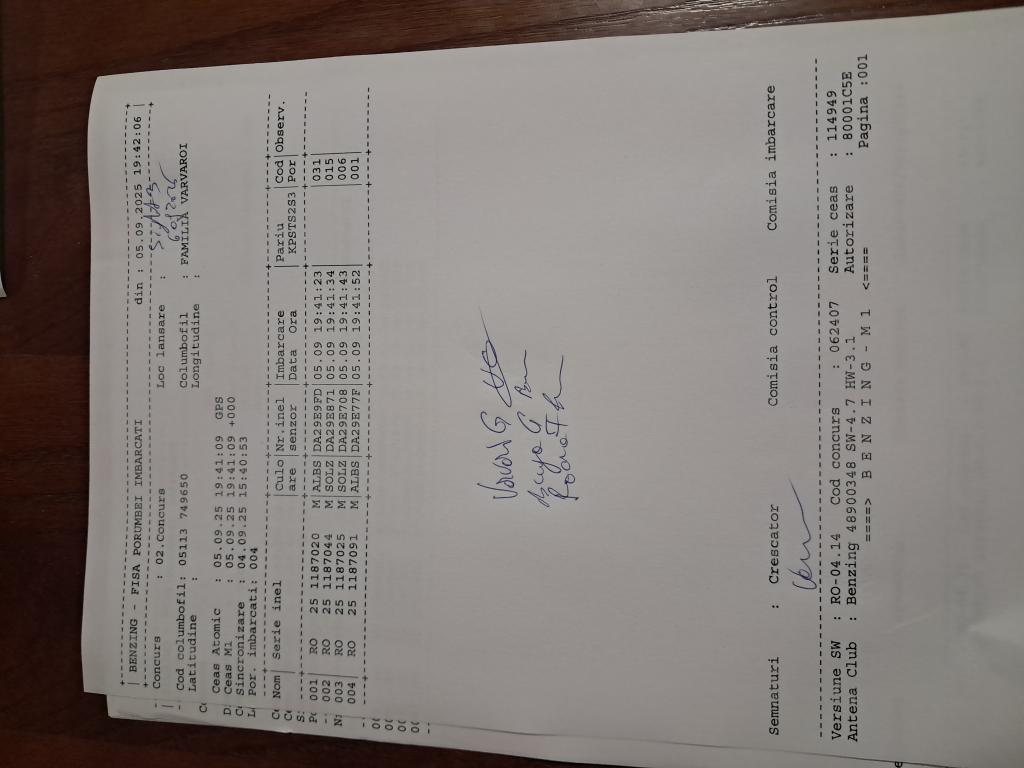 +---------------------------------------------------------------+
| BENZING - FISA PORUMBEI IMBARCATI din : 05.09.2025 19:42:06 |
+---------------------------------------------------------------+
Concurs : 02.Concurs Loc lansare :
Cod columbofil: 05113 749650 Columbofil : FAMILIA VARVAROI
Latitudine : Longitudine :
Ceas Atomic : 05.09.25 19:41:09 GPS
Ceas M1 : 05.09.25 19:41:09 +000
Sincronizare : 04.09.25 15:40:53
Por. imbarcati: 004
Nom| Serie inel |Culo|Nr.inel |Imbarcare |Pariu |Cod|Observ.
| |are |senzor |Data Ora | KPSTS2S3|Por|
001| RO 25 1187020 M|ALBS|DA29E9FD|05.09 19:41:23| |031|
002| RO 25 1187044 M|SOLZ|DA29E871|05.09 19:41:34| |015|
003| RO 25 1187025 M|SOLZ|DA29E708|05.09 19:41:43| |006|
004| RO 25 1187091 M|ALBS|DA29E77F|05.09 19:41:52| |001|
Semnaturi : Crescator Comisia control Comisia imbarcare
Versiune SW : RO-04.14 Cod concurs : 062407 Serie ceas : 114949
Antena Club : Benzing 48900348 SW-4.7 HW-3.1 Autorizare : 80001C5E
====> B E N Z I N G - M 1 <==== Pagina :001